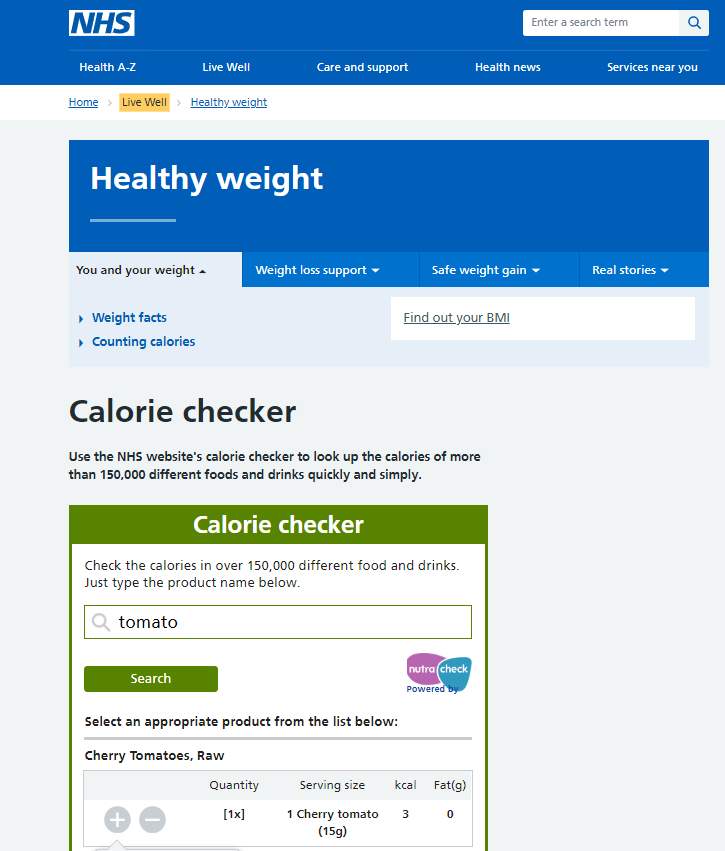 NHS
Enter a search term
Health A-Z Live Well Care and support Health news Services near you
Home Live Well Healthy weight
Healthy weight
You and your weight Weight loss support Safe weight gain Real stories
Weight facts
Counting calories
Find out your BMI
Calorie checker
Use the NHS website's calorie checker to look up the calories of more
than 150,000 different foods and drinks quickly and simply.
Calorie checker
Check the calories in over 150,000 different food and drinks.
Just type the product name below.
tomato
Search
nutra check
Powered by
Select an appropriate product from the list below:
Cherry Tomatoes, Raw
Quantity Serving size kcal Fat(g)
[1x] 1 Cherry tomato 3 0
(15g)